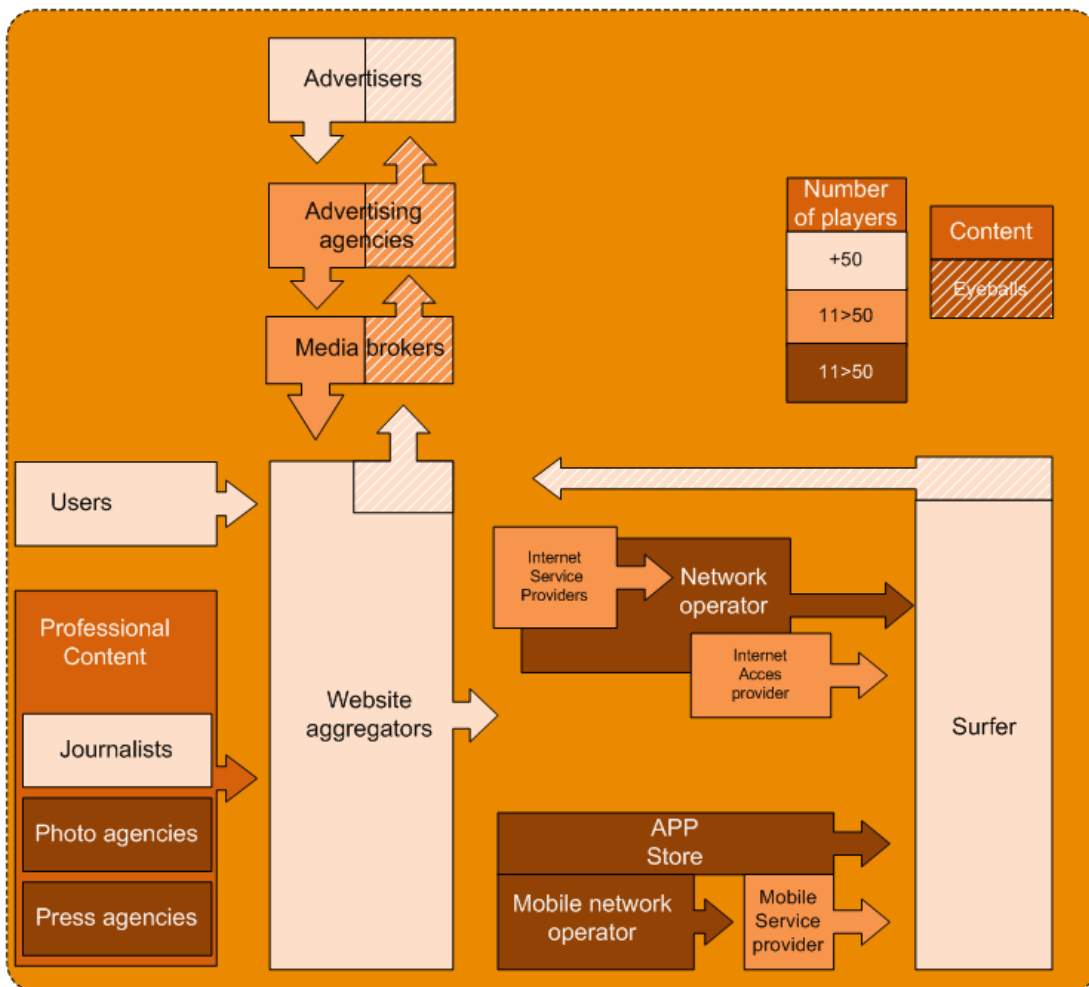 Advertisers
Advertising
agencies
Media brokers
Number
of players
+50
11>50
11>50
Content
Eyeballs
Users
Professional
Content
Journalists
Photo agencies
Press agencies
Website
aggregators
Internet
Service
Providers
Network
operator
Internet
Acces
provider
Surfer
APP
Store
Mobile network
operator
Mobile
Service
provider